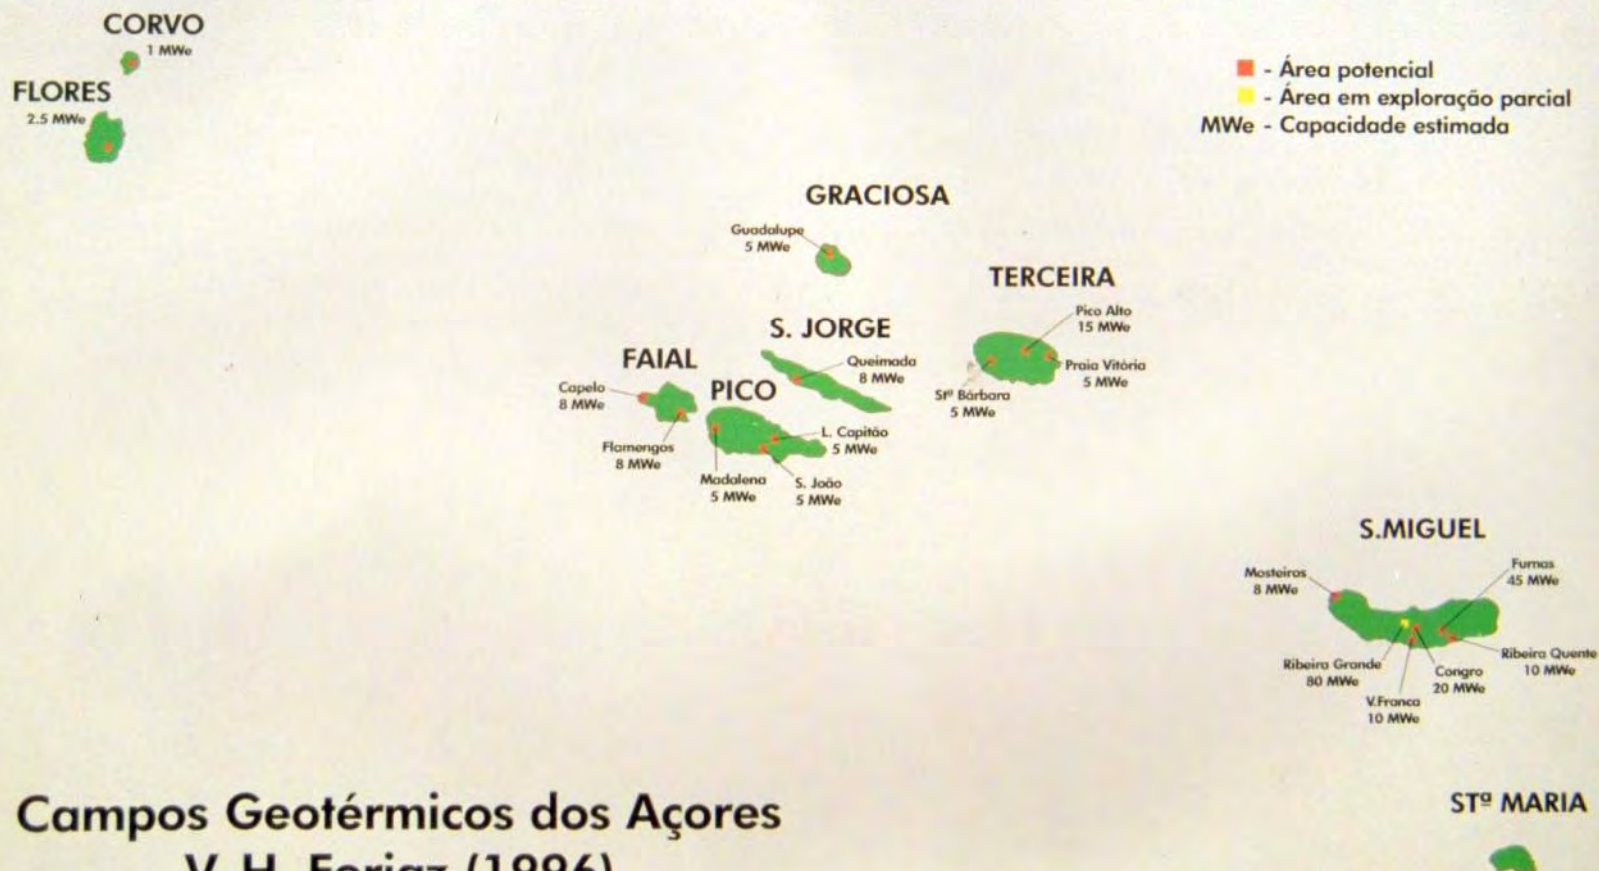 CORVO
1 MWe
FLORES
2.5 MWe
- Área potencial
- Área em exploração parcial
MWe - Capacidade estimada
GRACIOSA
Guadalupe
5 MWe
TERCEIRA
Pico Alto
15 MWe
Praia Vitória
5 MWe
Stª Bárbara
5 MWe
S. JORGE
Queimada
8 MWe
FAIAL
Capelo
8 MWe
Flamengos
8 MWe
PICO
L. Capitão
5 MWe
Madalena
5 MWe
S. João
5 MWe
S.MIGUEL
Mosteiros
8 MWe
Furnas
45 MWe
Ribeira Grande
80 MWe
Congro
20 MWe
Ribeira Quente
10 MWe
V.Franca
10 MWe
STª MARIA
Campos Geotérmicos dos Açores
V. H. Forjaz (1996)